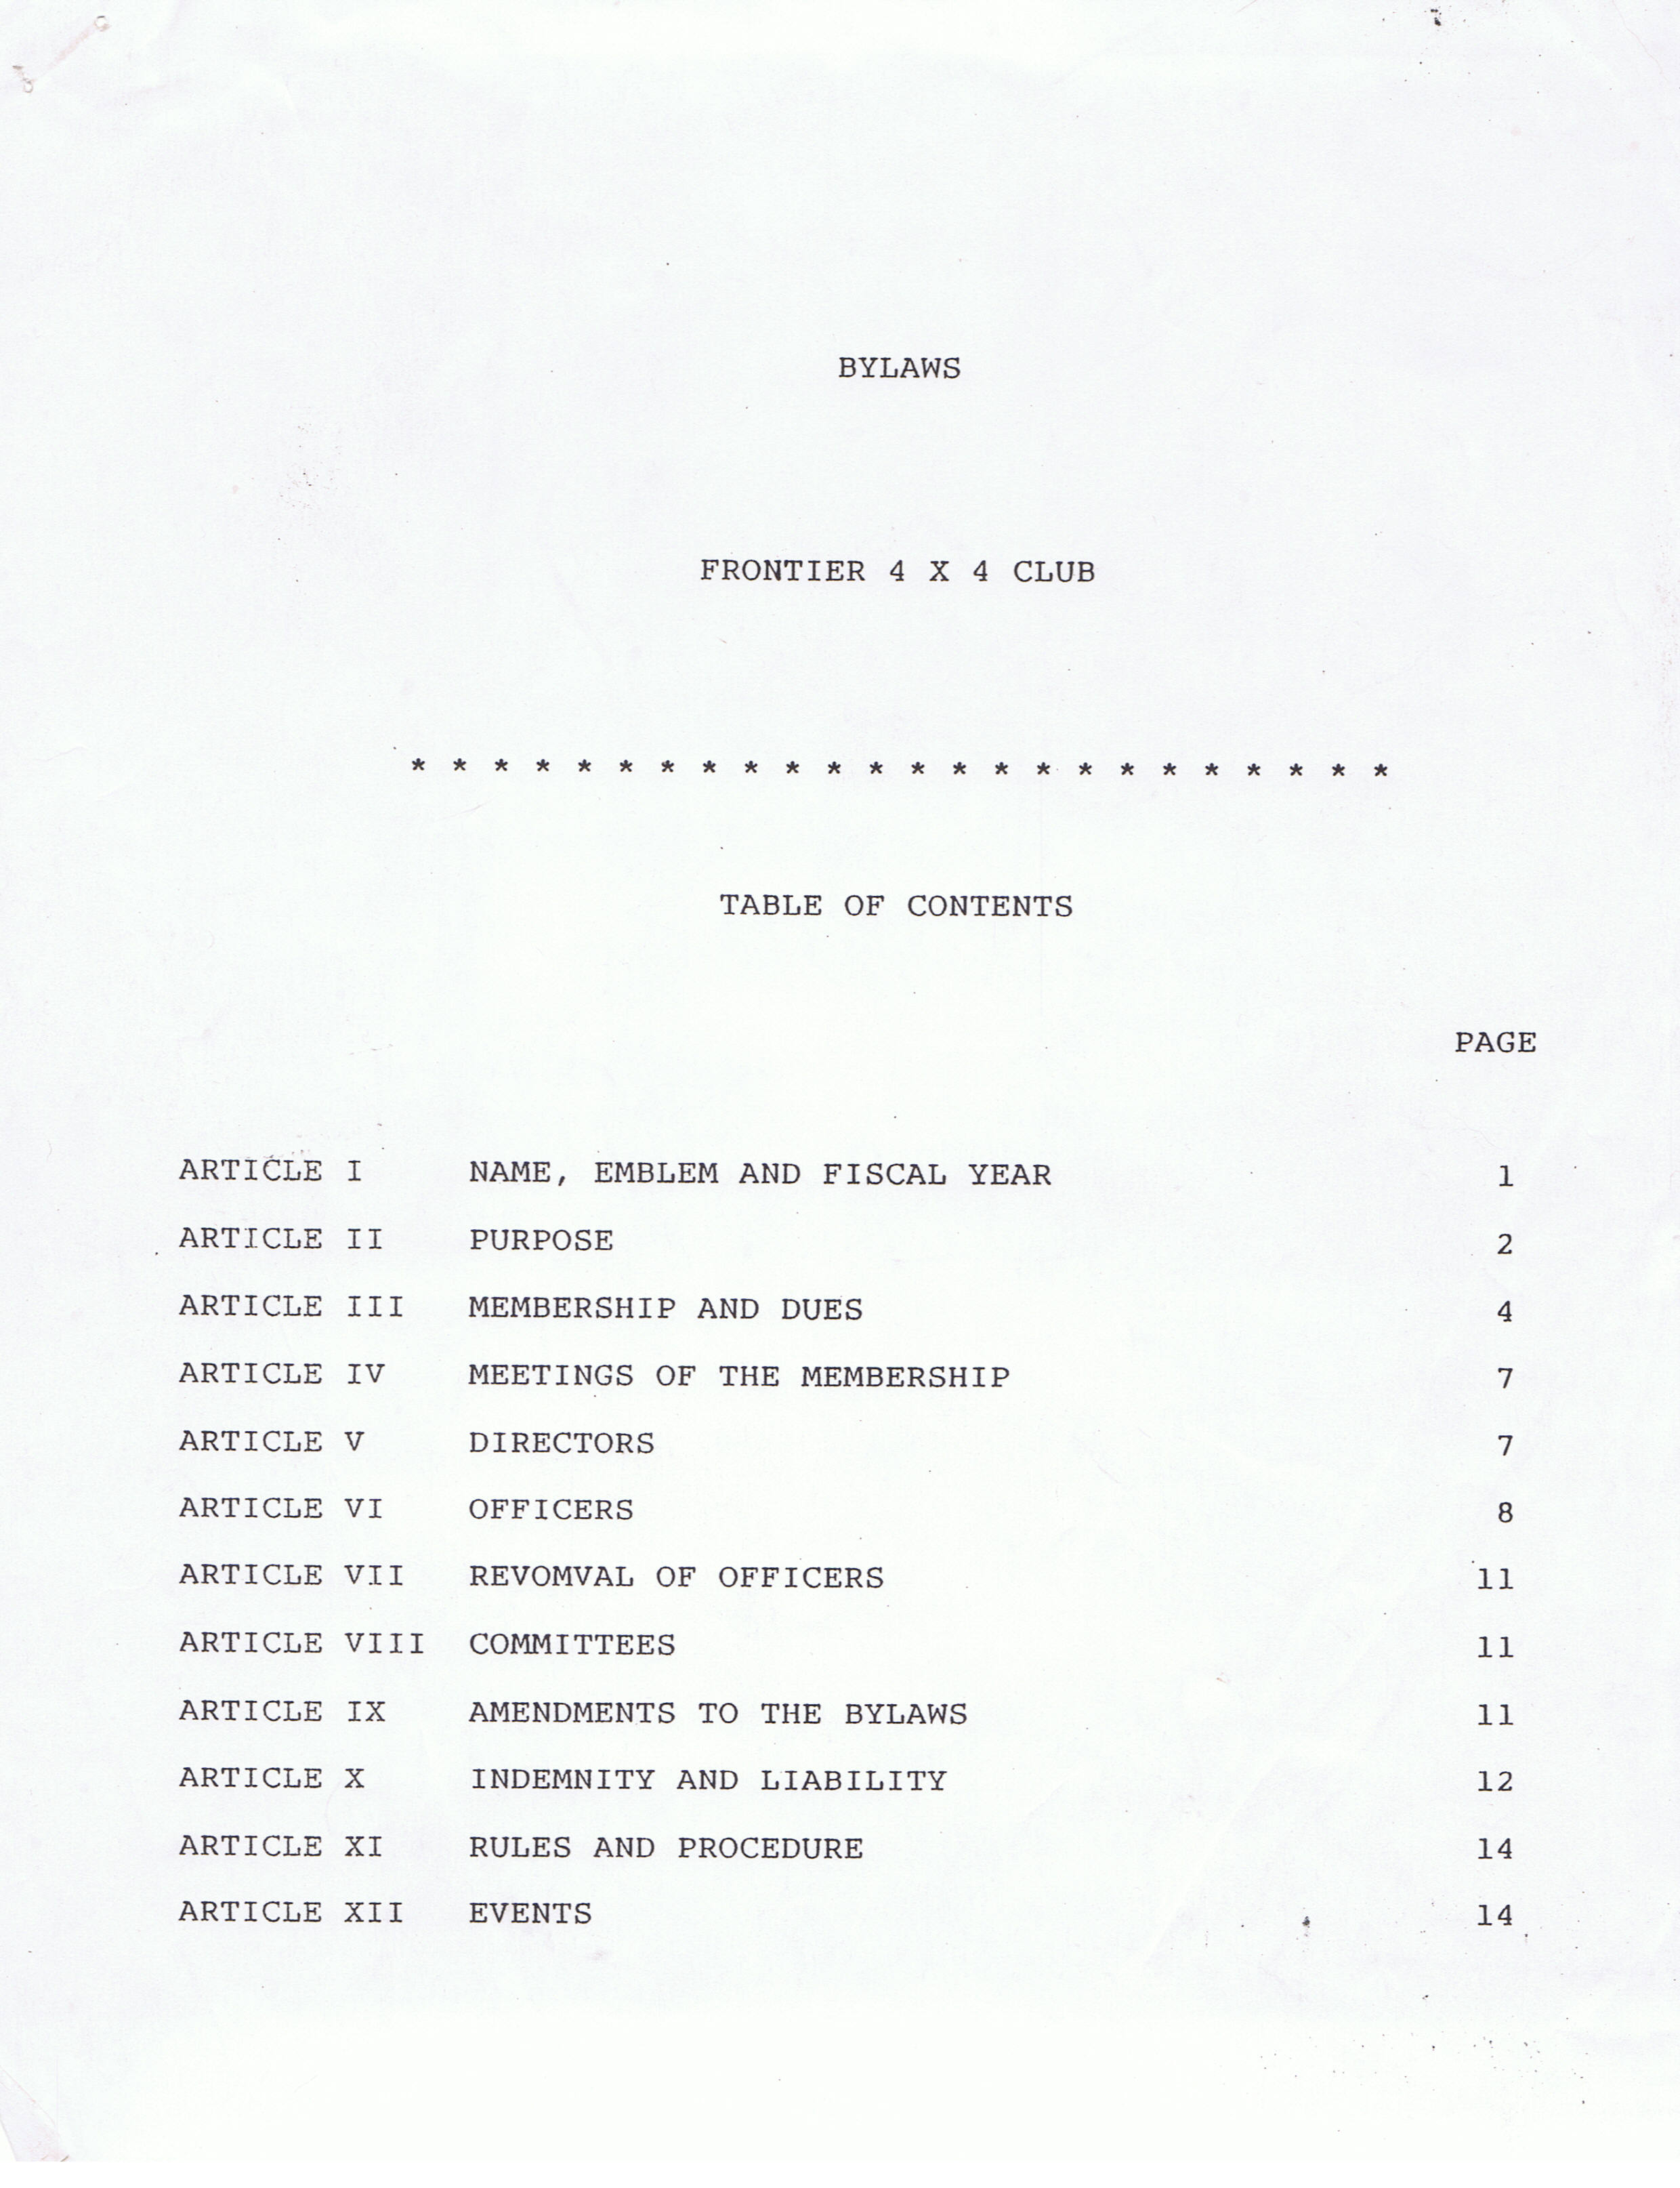 BYLAWS
FRONTIER 4 X 4 CLUB
* * * * * * * * * * * * * * * * * * * * * * * *
TABLE OF CONTENTS
PAGE
ARTICLE I NAME, EMBLEM AND FISCAL YEAR 1
ARTICLE II PURPOSE 2
ARTICLE III MEMBERSHIP AND DUES 4
ARTICLE IV MEETINGS OF THE MEMBERSHIP 7
ARTICLE V DIRECTORS 7
ARTICLE VI OFFICERS 8
ARTICLE VII REVOMVAL OF OFFICERS 11
ARTICLE VIII COMMITTEES 11
ARTICLE IX AMENDMENTS TO THE BYLAWS 11
ARTICLE X INDEMNITY AND LIABILITY 12
ARTICLE XI RULES AND PROCEDURE 14
ARTICLE XII EVENTS 14